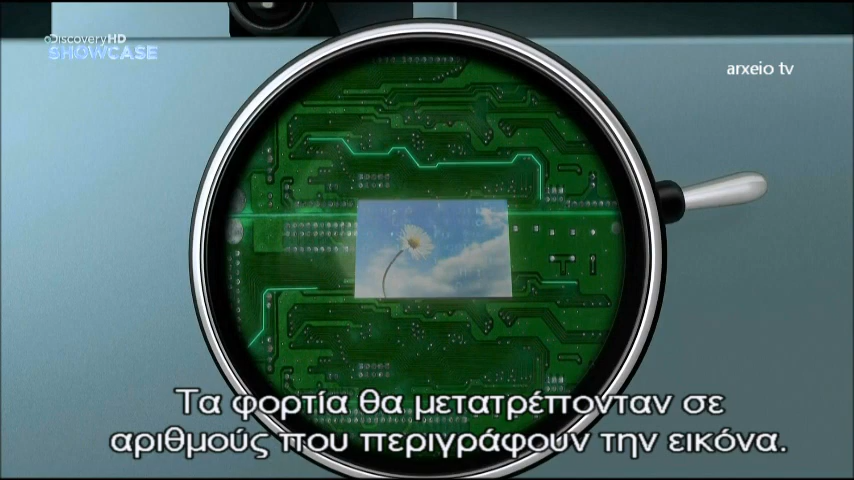 Discovery HD
SHOWCASE
arxeio tv
Τα φορτία θα μετατρέπονταν σε
αριθμούς που περιγράφουν την εικόνα.